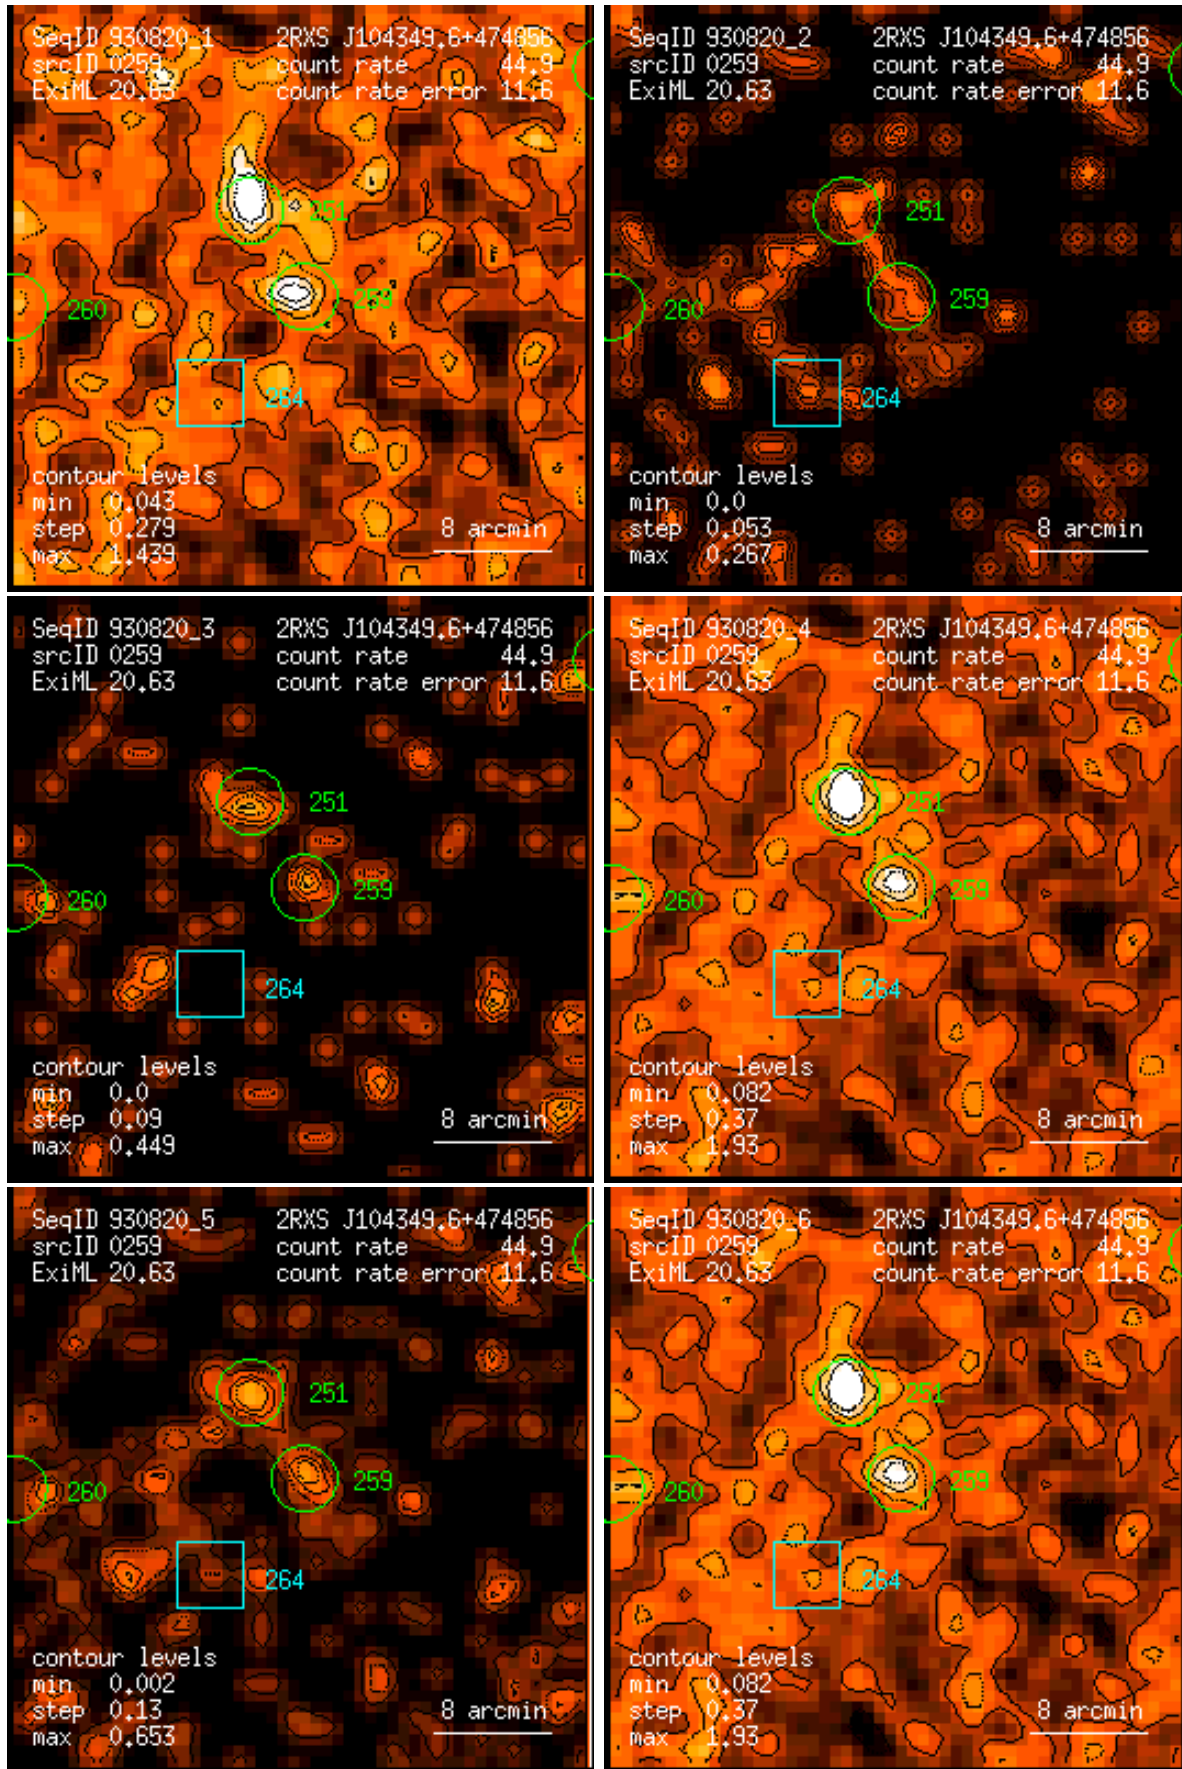 SeqID 930820_1 2RXS J104349.6+474856
srcID 0259 count rate 44.9
ExiML 20.63 count rate error 11.6
251
259
260
264
contour levels
min 0.043
step 0.279
max 1.439
8 arcmin
SeqID 930820_2 2RXS J104349.6+474856
srcID 0259 count rate 44.9
ExiML 20.63 count rate error 11.6
251
259
260
264
contour levels
min 0.0
step 0.053
max 0.267
8 arcmin
SeqID 930820_3 2RXS J104349.6+474856
srcID 0259 count rate 44.9
ExiML 20.63 count rate error 11.6
251
259
260
264
contour levels
min 0.0
step 0.09
max 0.449
8 arcmin
SeqID 930820_4 2RXS J104349.6+474856
srcID 0259 count rate 44.9
ExiML 20.63 count rate error 11.6
251
259
260
264
contour levels
min 0.082
step 0.37
max 1.93
8 arcmin
SeqID 930820_5 2RXS J104349.6+474856
srcID 0259 count rate 44.9
ExiML 20.63 count rate error 11.6
251
259
260
264
contour levels
min 0.002
step 0.13
max 0.653
8 arcmin
SeqID 930820_6 2RXS J104349.6+474856
srcID 0259 count rate 44.9
ExiML 20.63 count rate error 11.6
251
259
260
264
contour levels
min 0.082
step 0.37
max 1.93
8 arcmin